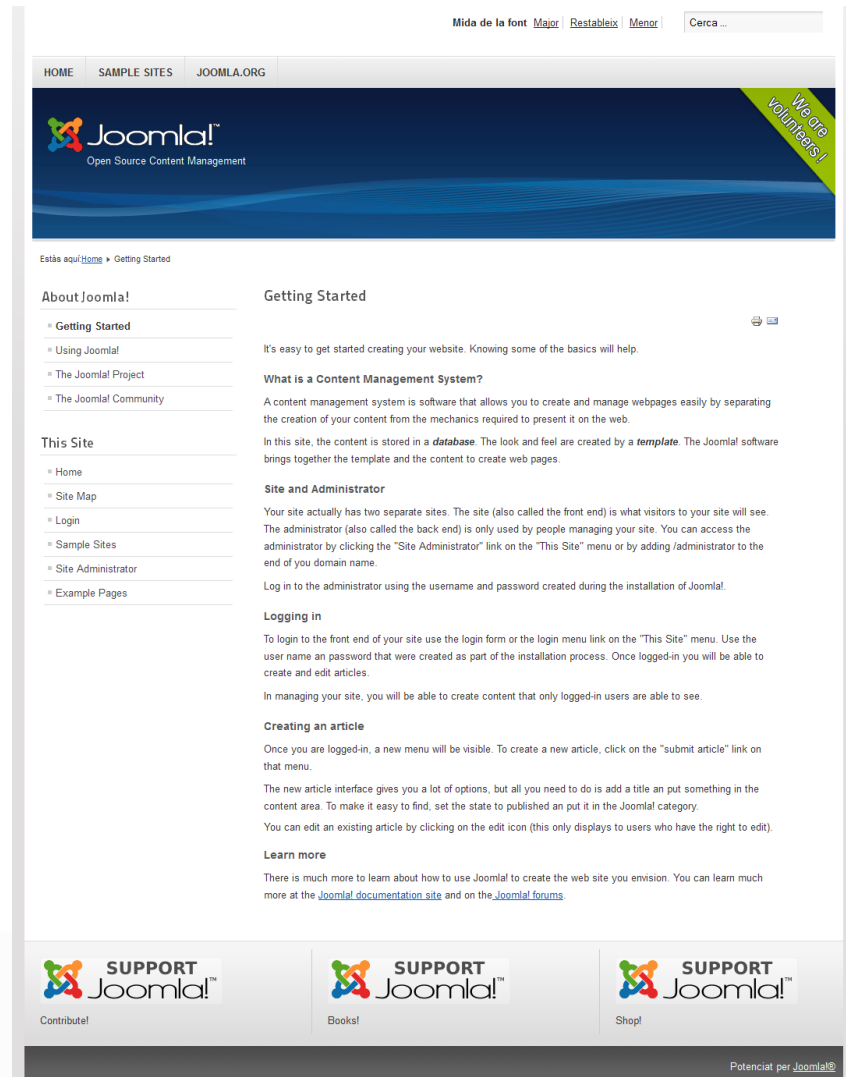 Mida de la font Major Restableix Menor Cerca ...
HOME SAMPLE SITES JOOMLA.ORG
We are
volunteers!
Joomla!™
Open Source Content Management
Estàs aquí:Home Getting Started
About Joomla!
Getting Started
Using Joomla!
The Joomla! Project
The Joomla! Community
This Site
Home
Site Map
Login
Sample Sites
Site Administrator
Example Pages
Getting Started
It's easy to get started creating your website. Knowing some of the basics will help.
What is a Content Management System?
A content management system is software that allows you to create and manage webpages easily by separating
the creation of your content from the mechanics required to present it on the web.
In this site, the content is stored in a database. The look and feel are created by a template. The Joomla! software
brings together the template and the content to create web pages.
Site and Administrator
Your site actually has two separate sites. The site (also called the front end) is what visitors to your site will see.
The administrator (also called the back end) is only used by people managing your site. You can access the
administrator by clicking the "Site Administrator" link on the "This Site" menu or by adding /administrator to the
end of you domain name.
Log in to the administrator using the username and password created during the installation of Joomla!.
Logging in
To login to the front end of your site use the login form or the login menu link on the "This Site" menu. Use the
user name an password that were created as part of the installation process. Once logged-in you will be able to
create and edit articles.
In managing your site, you will be able to create content that only logged-in users are able to see.
Creating an article
Once you are logged-in, a new menu will be visible. To create a new article, click on the "submit article" link on
that menu.
The new article interface gives you a lot of options, but all you need to do is add a title an put something in the
content area. To make it easy to find, set the state to published an put it in the Joomla! category.
You can edit an existing article by clicking on the edit icon (this only displays to users who have the right to edit).
Learn more
There is much more to learn about how to use Joomla! to create the web site you envision. You can learn much
more at the Joomla! documentation site and on the Joomla! forums.
SUPPORT
Joomla!™
Contribute!
SUPPORT
Joomla!™
Books!
SUPPORT
Joomla!™
Shop!
Potenciat per Joomla!®